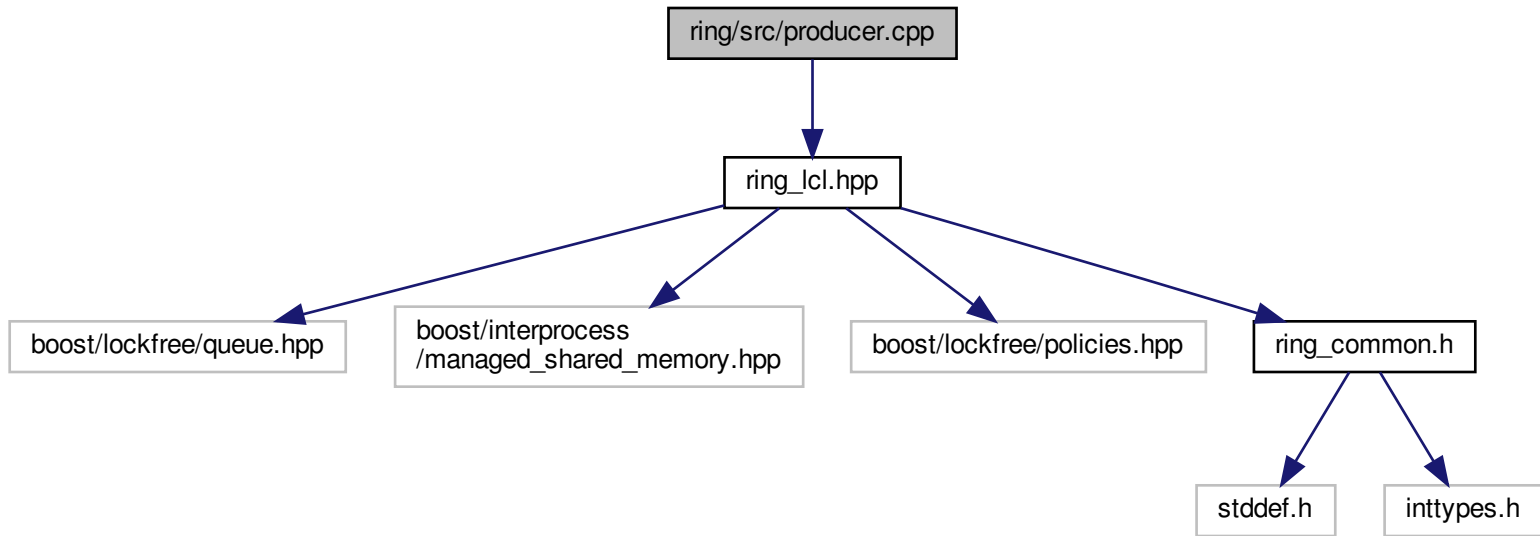 ring/src/producer.cpp
ring_lcl.hpp
boost/lockfree/queue.hpp
boost/interprocess
/managed_shared_memory.hpp
boost/lockfree/policies.hpp
ring_common.h
stddef.h
inttypes.h